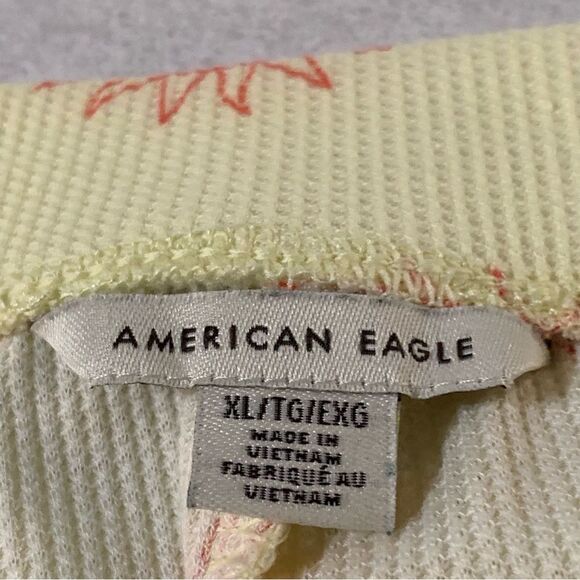 AMERICAN EAGLE
XL/TG/EXG
MADE IN
VIETNAM
FABRIQUÉ AU
VIETNAM